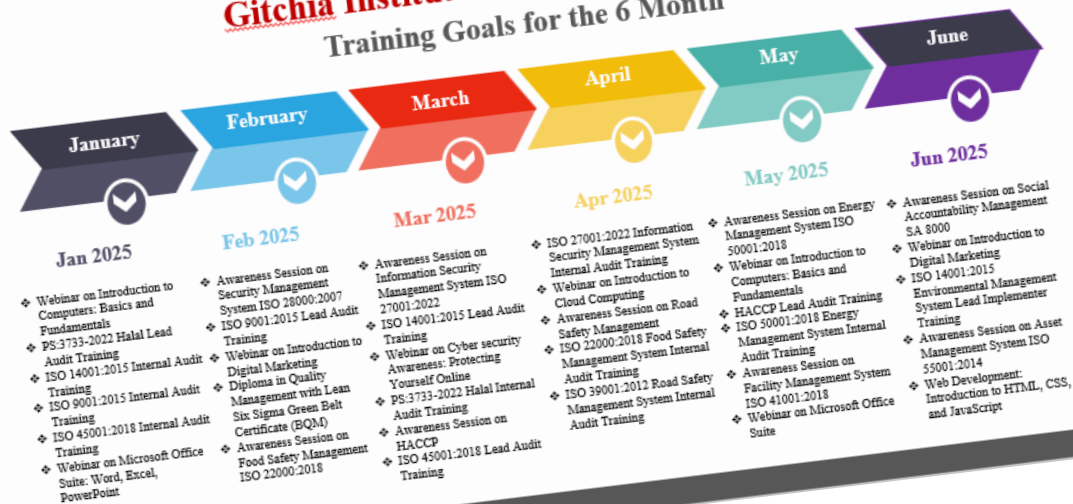 Gitchia
Training Goals for the 6 Month
January
February
March
April
May
June
Jan 2025
Webinar on Introduction to
Computers: Basics and
Fundamentals
PS:3733-2022 Halal Lead
Audit Training
ISO 14001:2015 Internal Audit
Training
ISO 9001:2015 Internal Audit
Training
ISO 45001:2018 Internal Audit
Training
Webinar on Microsoft Office
Suite: Word, Excel,
PowerPoint
Feb 2025
Awareness Session on
Security Management
System ISO 28000:2007
ISO 9001:2015 Lead Audit
Training
Webinar on Introduction to
Digital Marketing
Diploma in Quality
Management with Lean
Six Sigma Green Belt
Certificate (BQM)
Awareness Session on
Food Safety Management
ISO 22000:2018
Mar 2025
Awareness Session on
Information Security
Management System ISO
27001:2022
ISO 14001:2015 Lead Audit
Training
Webinar on Cyber security
Awareness: Protecting
Yourself Online
PS:3733-2022 Halal Internal
Audit Training
Awareness Session on
HACCP
ISO 45001:2018 Lead Audit
Training
Apr 2025
ISO 27001:2022 Information
Security Management System
Internal Audit Training
Webinar on Introduction to
Cloud Computing
Awareness Session on Road
Safety Management
ISO 22000:2018 Food Safety
Management System Internal
Audit Training
ISO 39001:2012 Road Safety
Management System Internal
Audit Training
May 2025
Awareness Session on Energy
Management System ISO
50001:2018
Webinar on Introduction to
Computers: Basics and
Fundamentals
HACCP Lead Audit Training
ISO 50001:2018 Energy
Management System Internal
Audit Training
Awareness Session on
Facility Management System
ISO 41001:2018
Webinar on Microsoft Office
Suite
Jun 2025
Awareness Session on Social
Accountability Management
SA 8000
Webinar on Introduction to
Digital Marketing
ISO 14001:2015
Environmental Management
System Lead Implementer
Training
Awareness Session on Asset
Management System ISO
55001:2014
Web Development:
Introduction to HTML, CSS,
and JavaScript